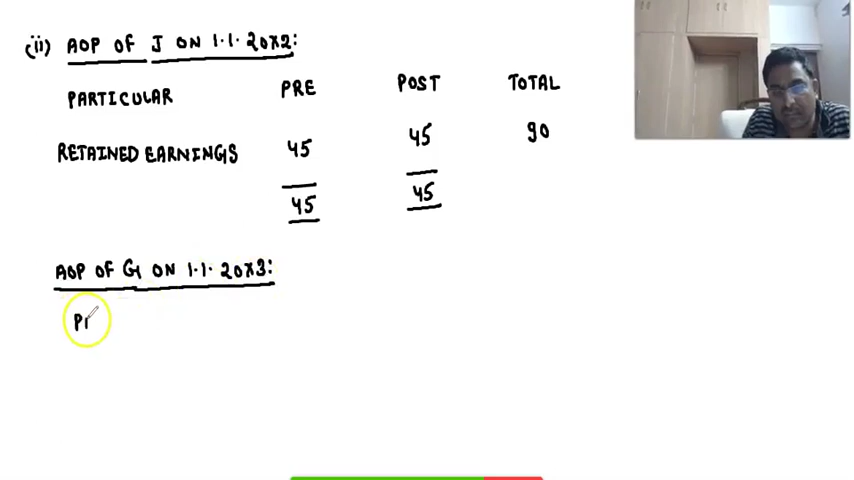 (ii) AOP OF J ON 1.1.20X2:
PARTICULAR PRE POST TOTAL
RETAINED EARNINGS 45 45 90
45 45
AOP OF G ON 1.1.20X3:
PI